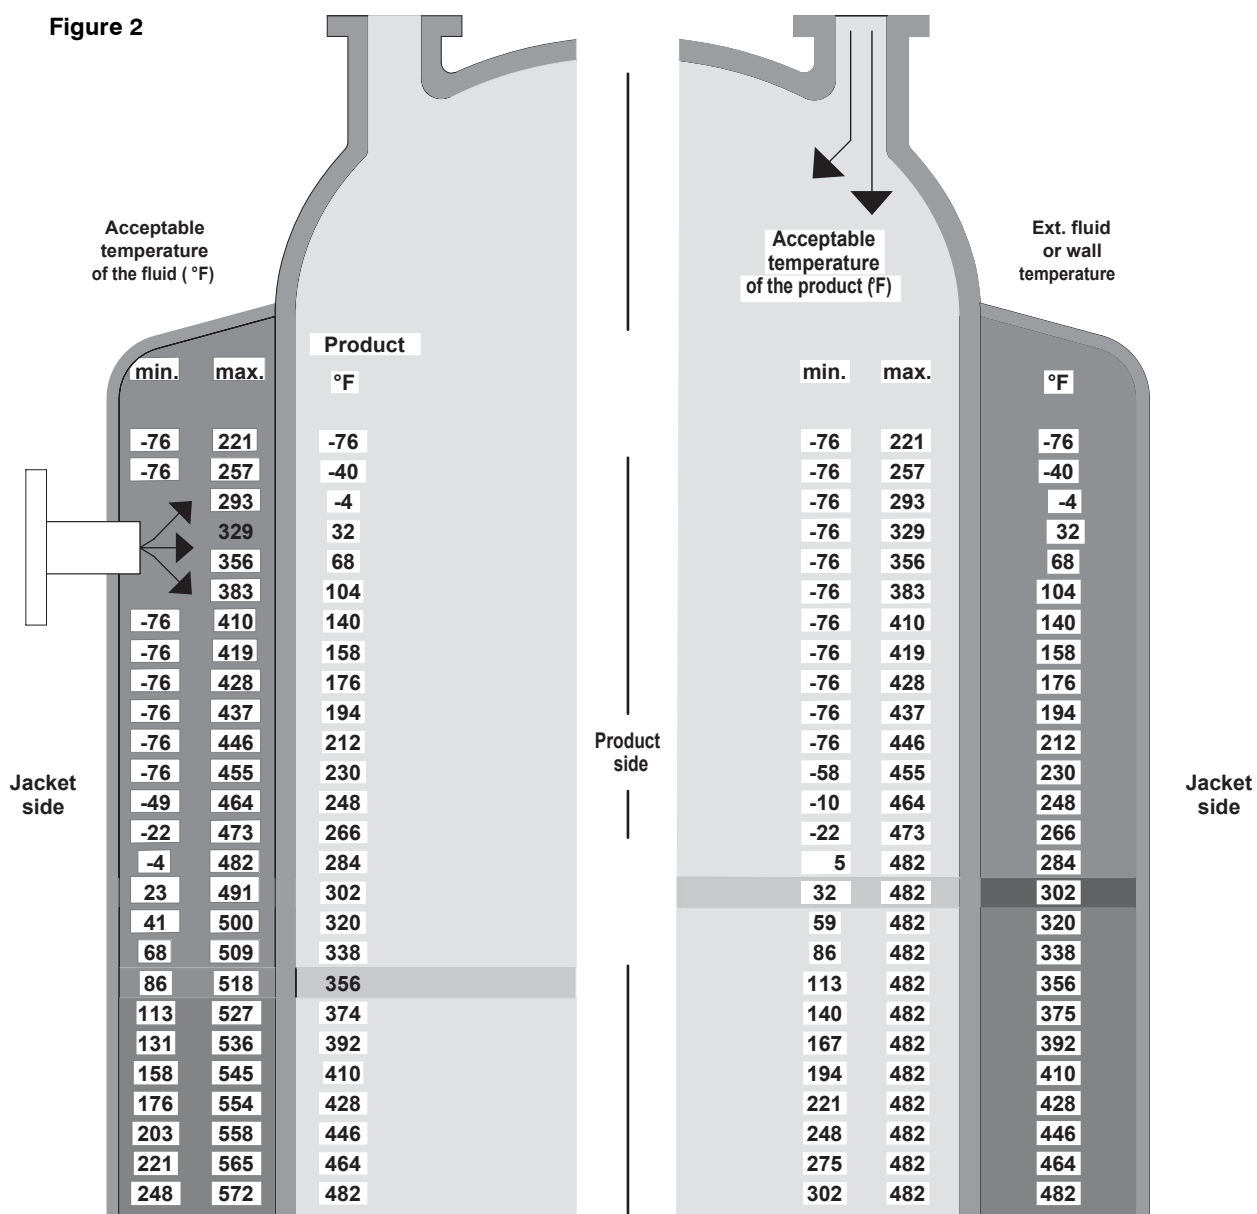 Figure 2
Acceptable
temperature
of the fluid ( °F)
Acceptable
temperature
of the product (°F)
Ext. fluid
or wall
temperature
Product
min. max. °F min. max. °F
-76 221 -76 -76 221 -76
-76 257 -40 -76 257 -40
293 -4 -76 293 -4
329 32 -76 329 32
356 68 -76 356 68
383 104 -76 383 104
-76 410 140 -76 410 140
-76 419 158 -76 419 158
-76 428 176 -76 428 176
-76 437 194 -76 437 194
-76 446 212 -76 446 212
-76 455 230 -58 455 230
-49 464 248 -10 464 248
-22 473 266 -22 473 266
-4 482 284 5 482 284
23 491 302 32 482 302
41 500 320 59 482 320
68 509 338 86 482 338
86 518 356 113 482 356
113 527 374 140 482 375
131 536 392 167 482 392
158 545 410 194 482 410
176 554 428 221 482 428
203 558 446 248 482 446
221 565 464 275 482 464
248 572 482 302 482 482
Jacket
side
Product
side
Jacket
side